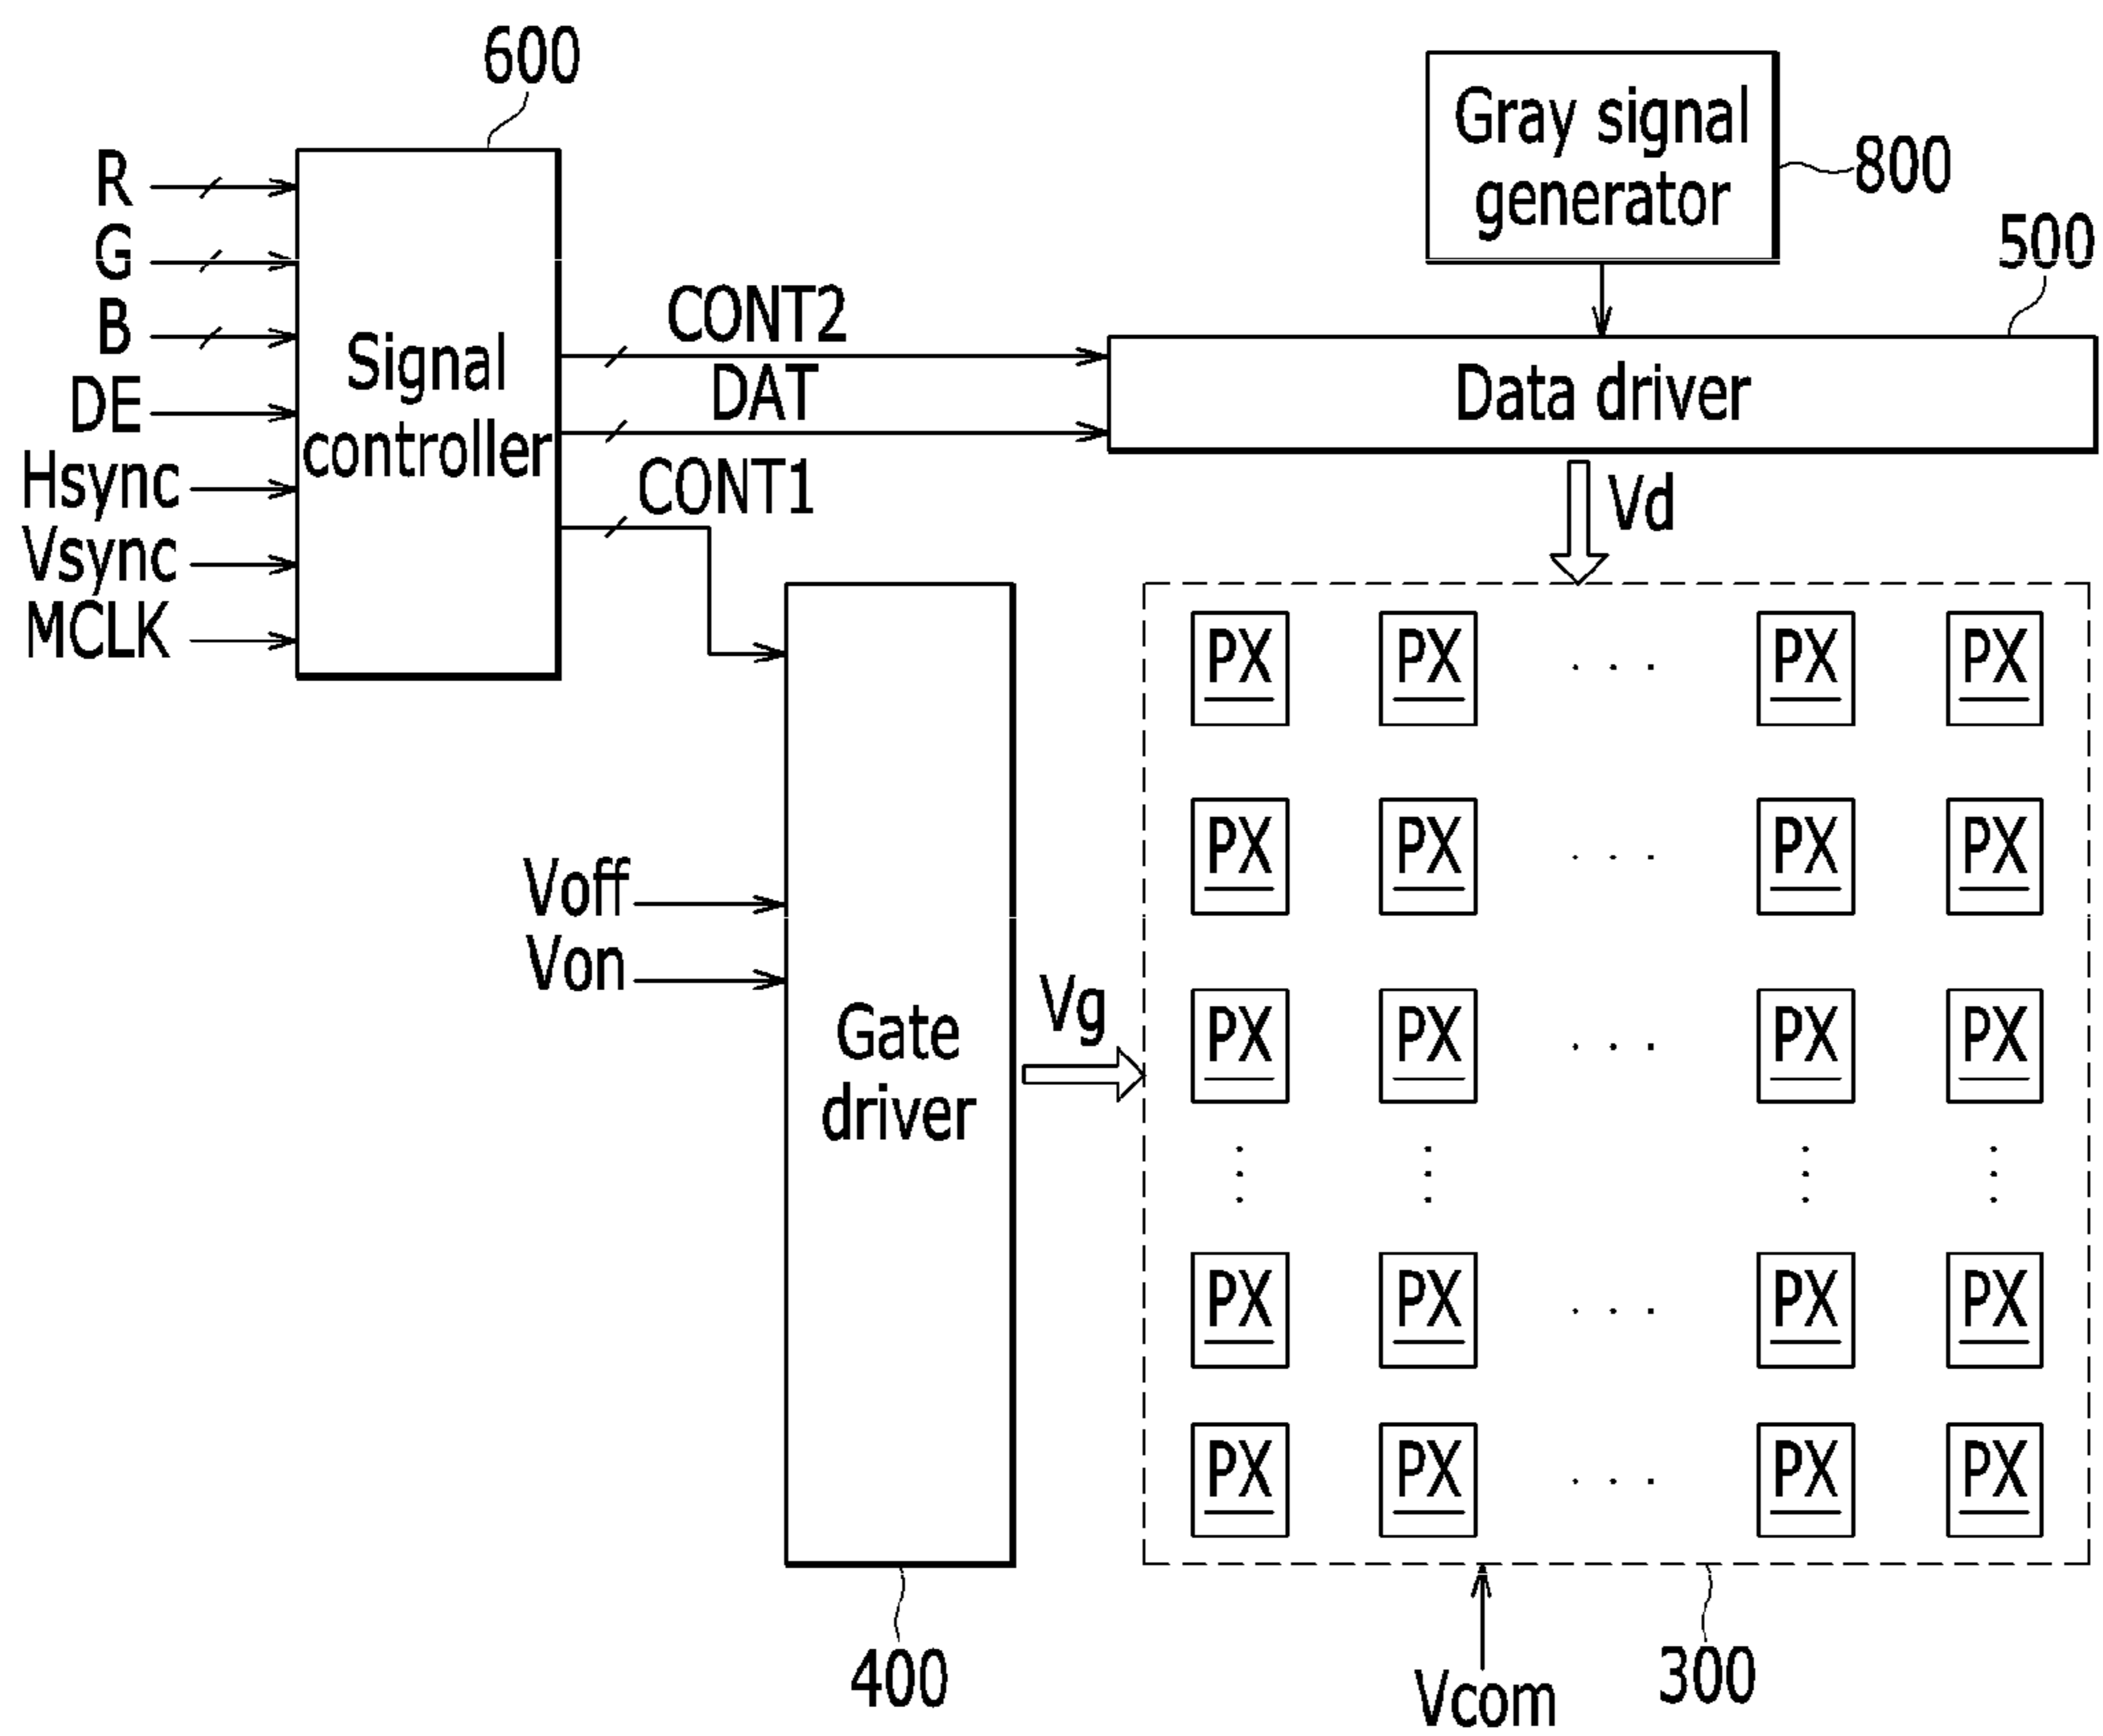 600
R
G
B
DE
Hsync
Vsync
MCLK
Signal
controller
CONT2
DAT
CONT1
Gray signal
generator
800
500
Data driver
Vd
Voff
Von
Gate
driver
Vg
PX PX . . . PX PX
PX PX . . . PX PX
PX PX . . . PX PX
PX PX . . . PX PX
PX PX . . . PX PX
400
Vcom
300